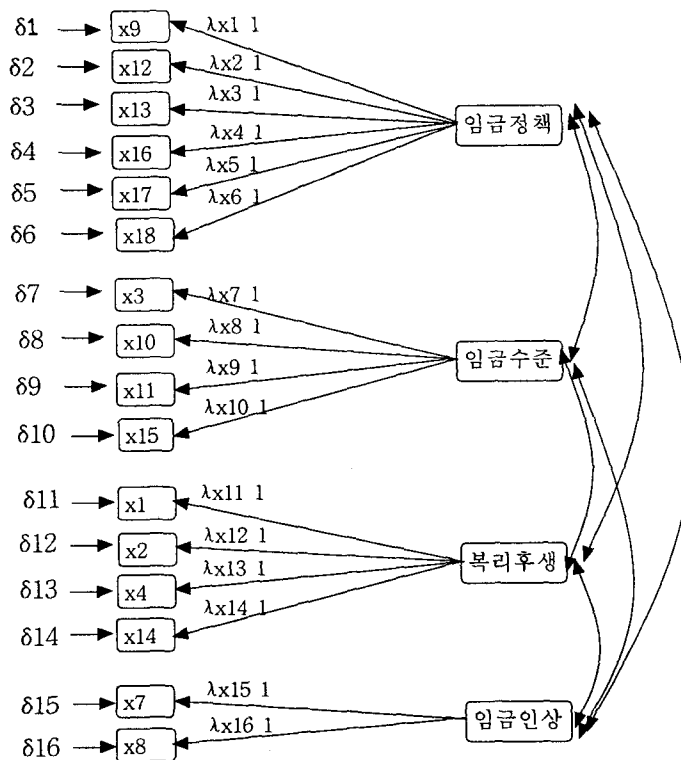 δ1 x9 λx1 1
δ2 x12 λx2 1
δ3 x13 λx3 1
임금정책
δ4 x16 λx4 1
δ5 x17 λx5 1
δ6 x18 λx6 1
δ7 x3 λx7 1
δ8 x10 λx8 1
임금수준
δ9 x11 λx9 1
δ10 x15 λx10 1
δ11 x1 λx11 1
δ12 x2 λx12 1
복리후생
δ13 x4 λx13 1
δ14 x14 λx14 1
δ15 x7 λx15 1
임금인상
δ16 x8 λx16 1